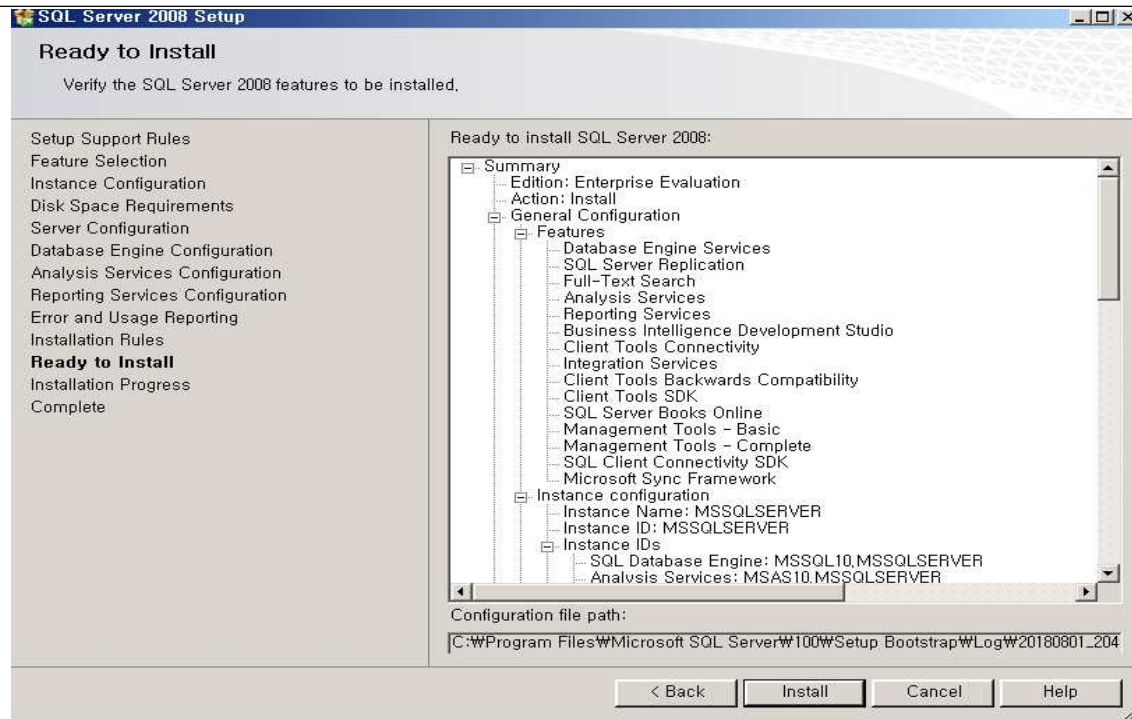 SQL Server 2008 Setup
Ready to Install
Verify the SQL Server 2008 features to be installed,
Setup Support Rules
Feature Selection
Instance Configuration
Disk Space Requirements
Server Configuration
Database Engine Configuration
Analysis Services Configuration
Reporting Services Configuration
Error and Usage Reporting
Installation Rules
Ready to Install
Installation Progress
Complete
Ready to install SQL Server 2008:
Summary
Edition: Enterprise Evaluation
Action: Install
General Configuration
Features
Database Engine Services
SQL Server Replication
Full-Text Search
Analysis Services
Reporting Services
Business Intelligence Development Studio
Client Tools Connectivity
Integration Services
Client Tools Backwards Compatibility
Client Tools SDK
SQL Server Books Online
Management Tools - Basic
Management Tools - Complete
SQL Client Connectivity SDK
Microsoft Sync Framework
Instance configuration
Instance Name: MSSQLSERVER
Instance ID: MSSQLSERVER
Instance IDs
SQL Database Engine: MSSQL10,MSSQLSERVER
Analysis Services: MSAS10,MSSQLSERVER
Configuration file path:
C:₩Program Files₩Microsoft SQL Server₩100₩Setup Bootstrap₩Log₩20180801_204
< Back Install Cancel Help